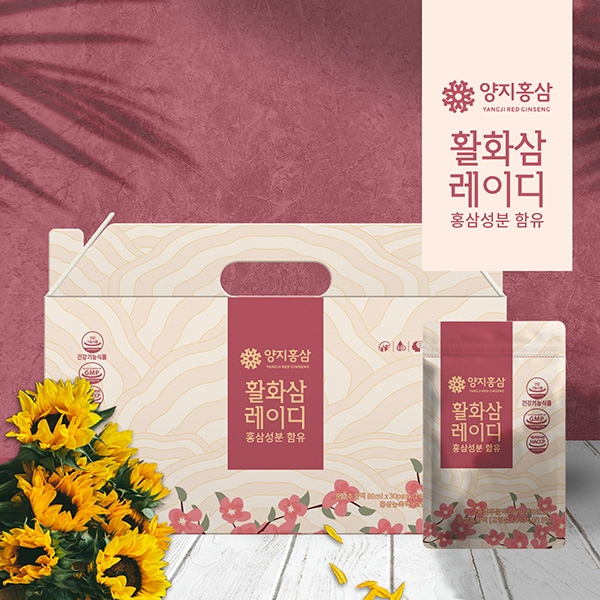 양지홍삼
YANGJI RED GINSENG
활화삼
레이디
홍삼성분 함유
양지홍삼
YANGJI RED GINSENG
활화삼
레이디
홍삼성분 함유
건강기능식품
GMP
80ml x 30pack
양지홍삼
YANGJI RED GINSENG
활화삼
레이디
홍삼성분 함유
건강기능식품
GMP
HACCP